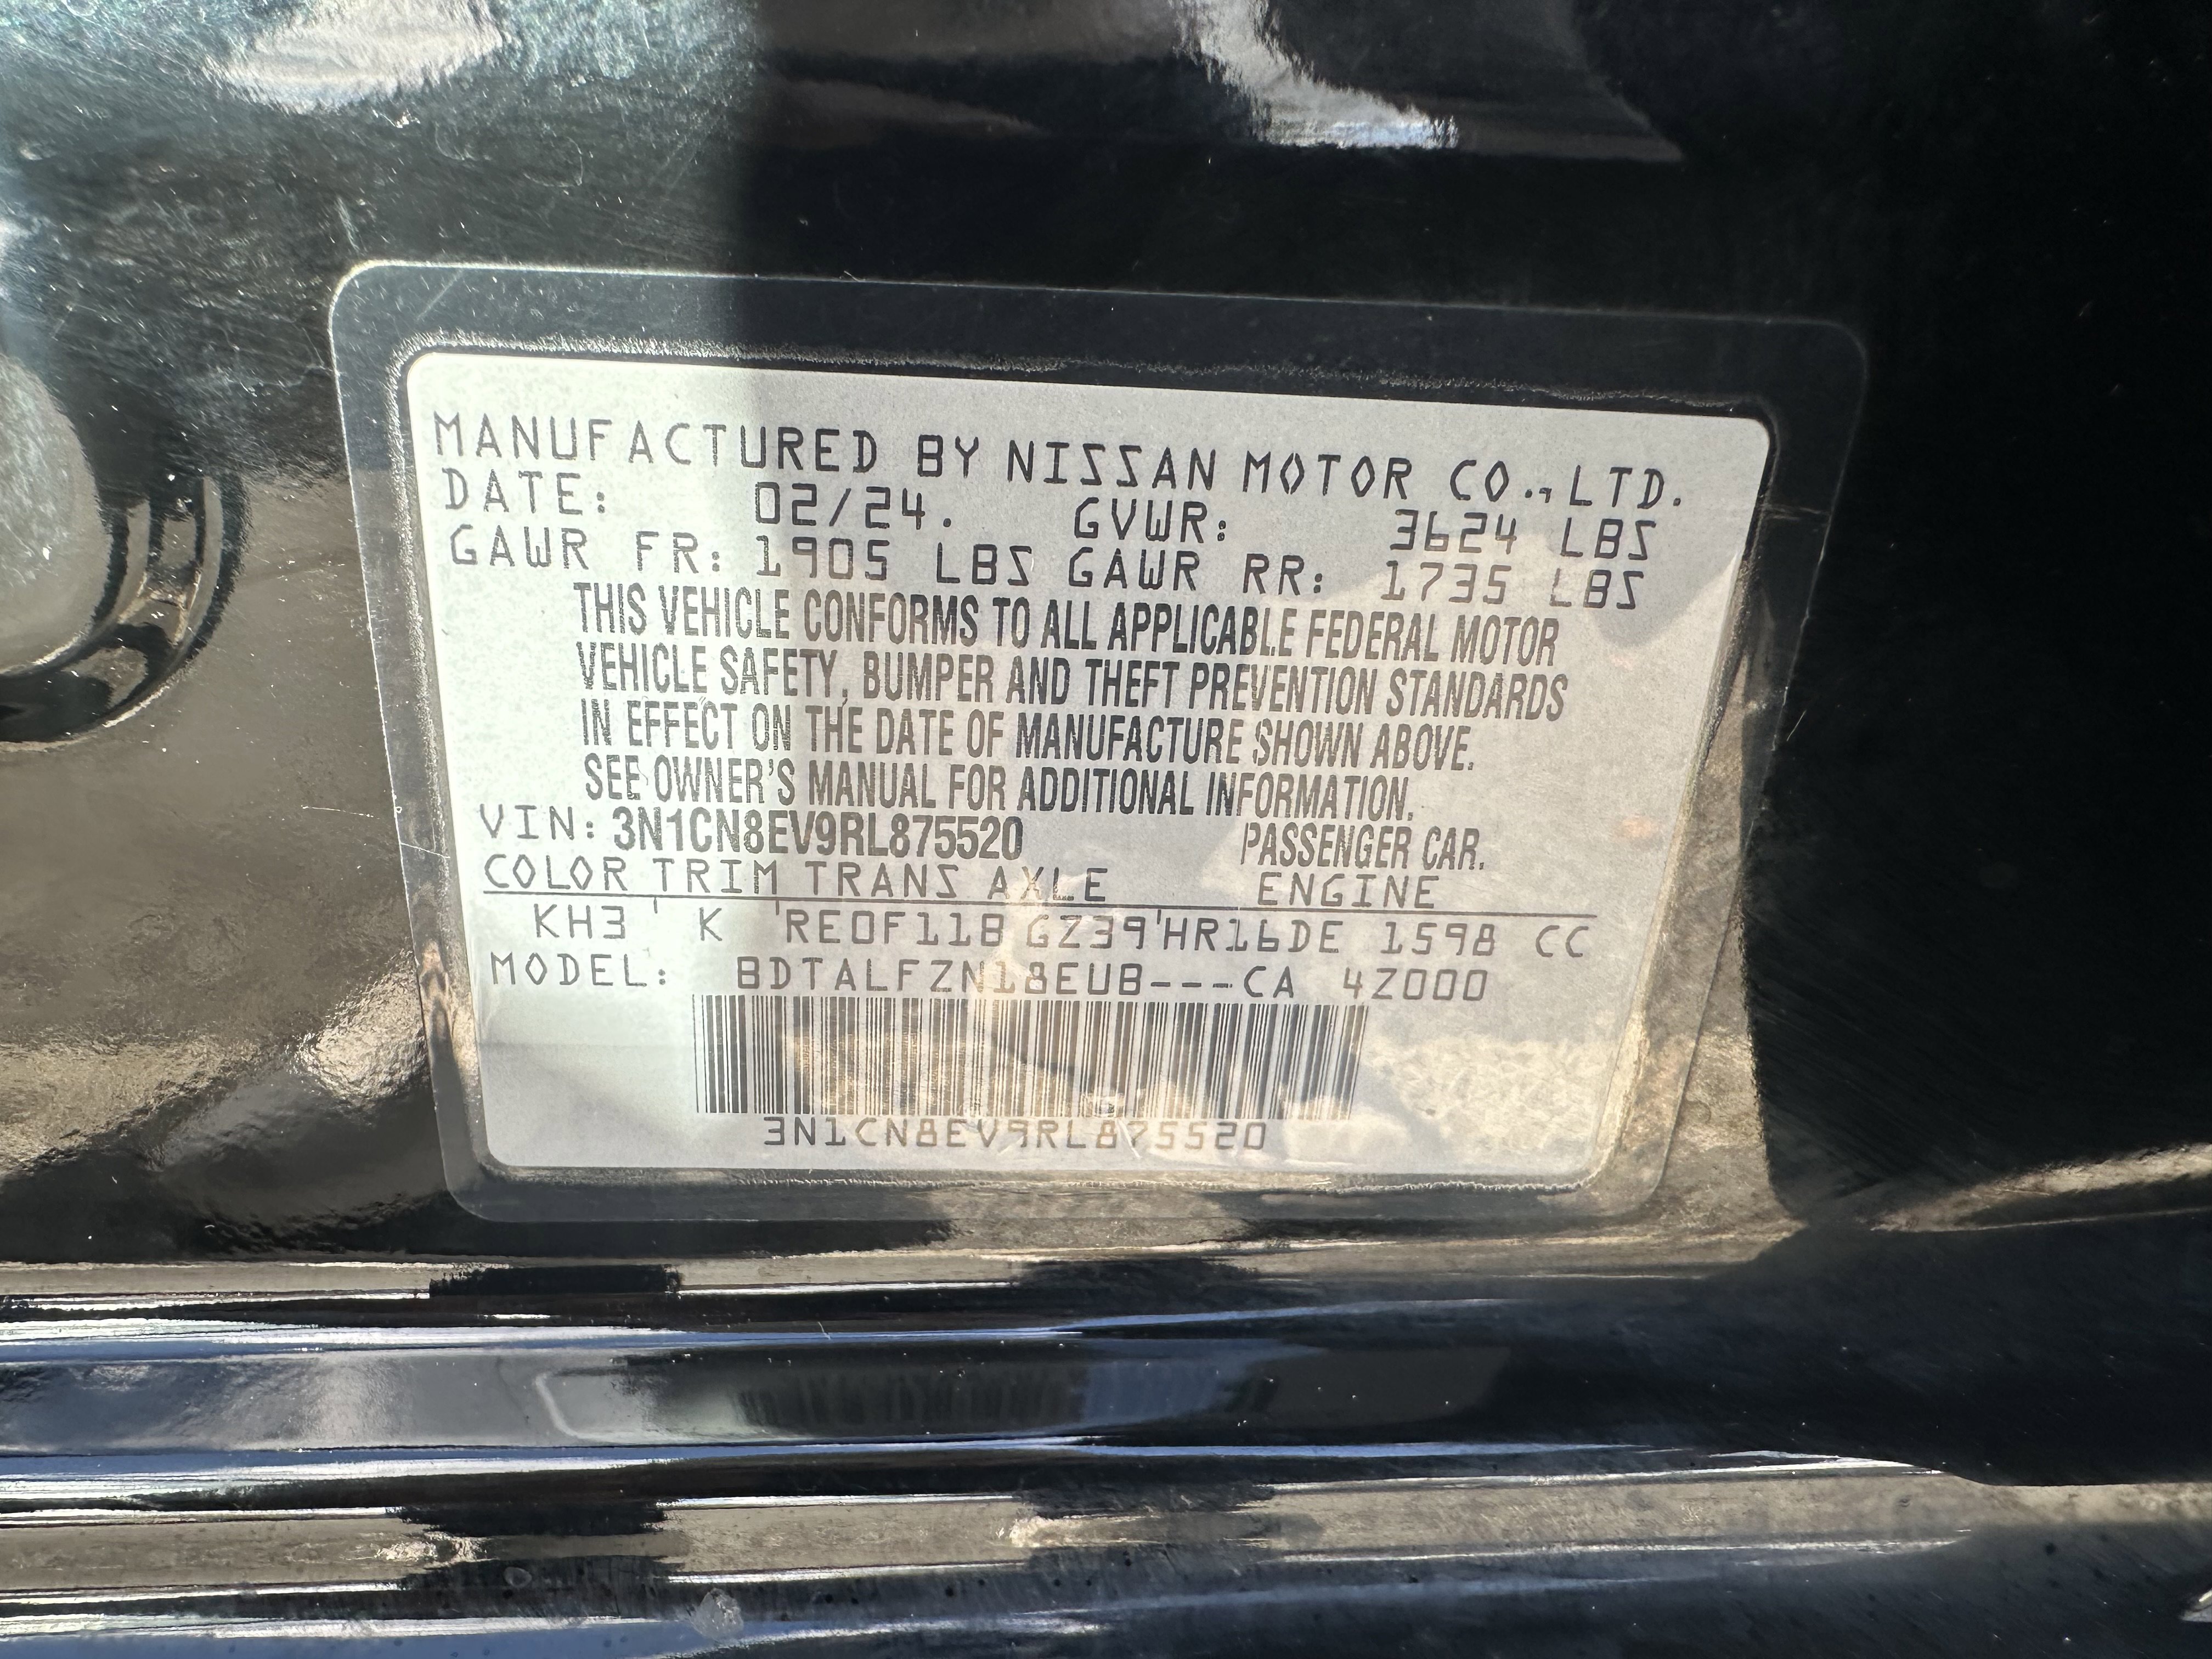 MANUFACTURED BY NISSAN MOTOR CO.,LTD.
DATE: 02/24. GVWR: 3624 LBS
GAWR FR: 1905 LBS GAWR RR: 1735 LBS
THIS VEHICLE CONFORMS TO ALL APPLICABLE FEDERAL MOTOR
VEHICLE SAFETY, BUMPER AND THEFT PREVENTION STANDARDS
IN EFFECT ON THE DATE OF MANUFACTURE SHOWN ABOVE.
SEE OWNER'S MANUAL FOR ADDITIONAL INFORMATION.
VIN: 3N1CN8EV9RL875520 PASSENGER CAR.
COLOR TRIM TRANS AXLE ENGINE
KH3 ' K 'RE0F11B GZ39'HR16DE 1598 CC
MODEL: BDTALFZN18EUB---CA 4Z000
3N1CN8EV9RL875520